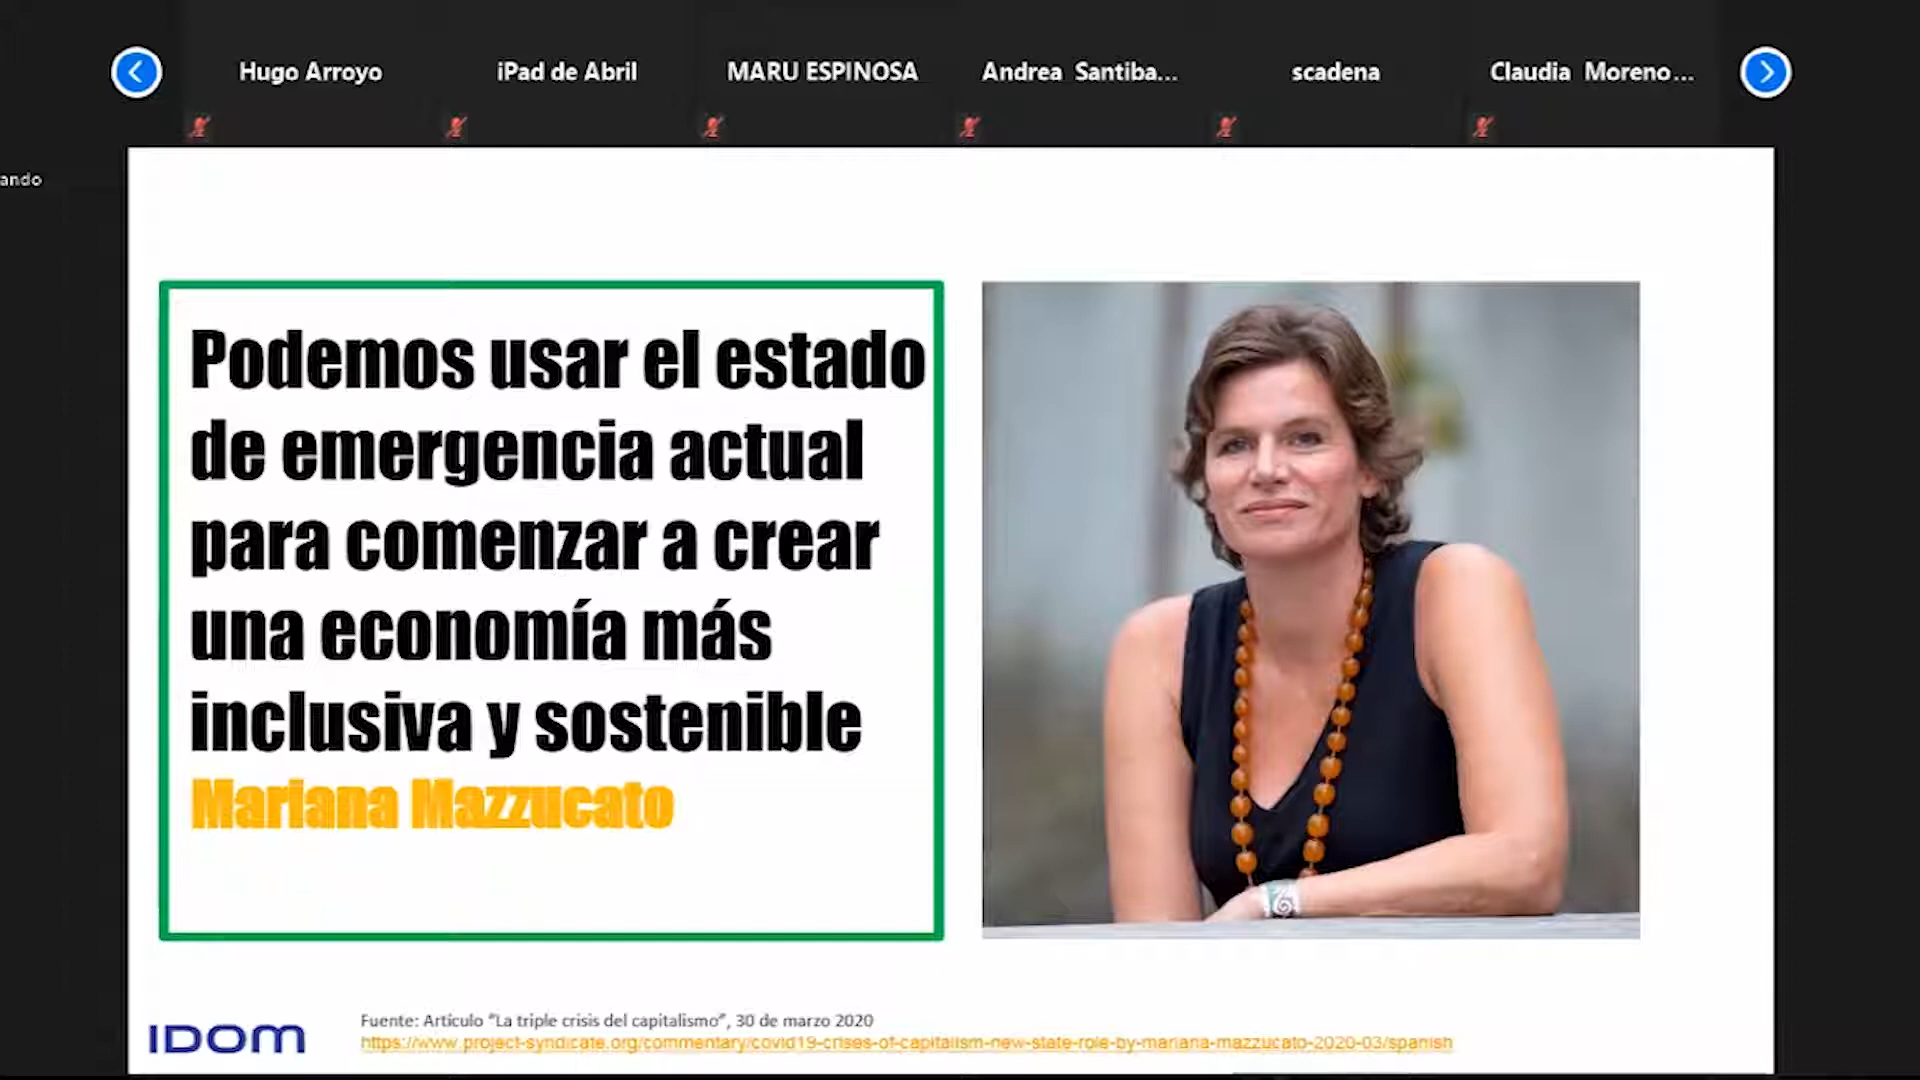 Hugo Arroyo
iPad de Abril
MARU ESPINOSA
Andrea Santiba...
scadena
Claudia Moreno...
ando
Podemos usar el estado
de emergencia actual
para comenzar a crear
una economía más
inclusiva y sostenible
Mariana Mazzucato
IDOM
Fuente: Artículo "La triple crisis del capitalismo", 30 de marzo 2020
https://www.project-syndicate.org/commentary/covid19-crises-of-capitalism-new-state-role-by-mariana-mazzucato-2020-03/spanish